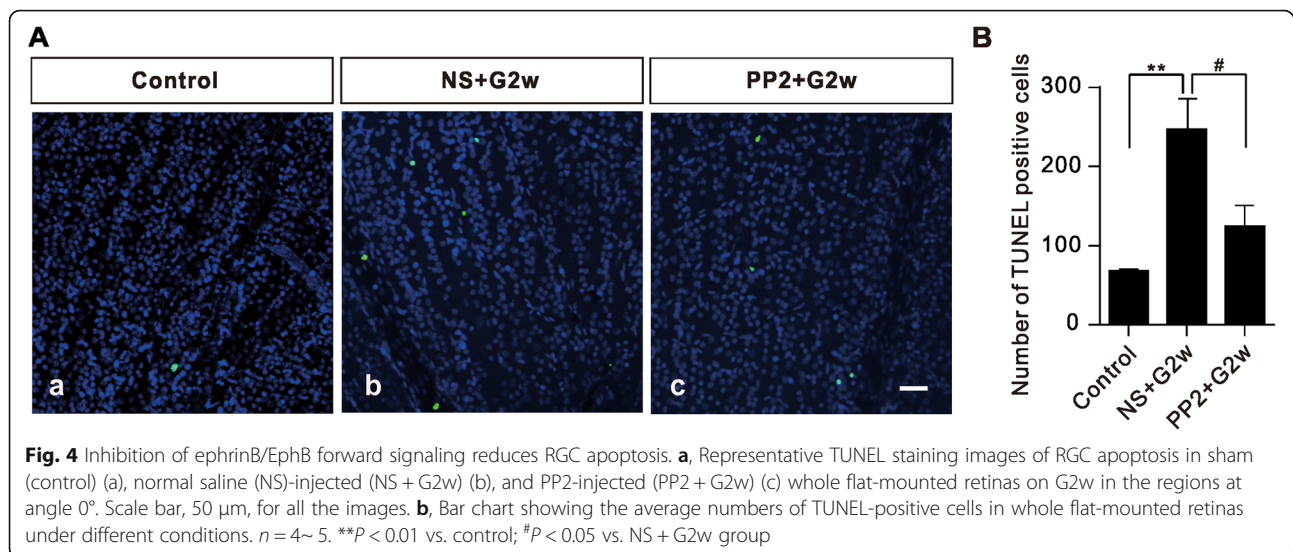 A
Control
NS+G2w
PP2+G2w
a
b
c
B
Number of TUNEL positive cells
300
200
100
0
**
#
Control
NS+G2w
PP2+G2w
Fig. 4 Inhibition of ephrinB/EphB forward signaling reduces RGC apoptosis. a, Representative TUNEL staining images of RGC apoptosis in sham
(control) (a), normal saline (NS)-injected (NS + G2w) (b), and PP2-injected (PP2 + G2w) (c) whole flat-mounted retinas on G2w in the regions at
angle 0°. Scale bar, 50 μm, for all the images. b, Bar chart showing the average numbers of TUNEL-positive cells in whole flat-mounted retinas
under different conditions. n = 4~ 5. **P < 0.01 vs. control; #P < 0.05 vs. NS + G2w group